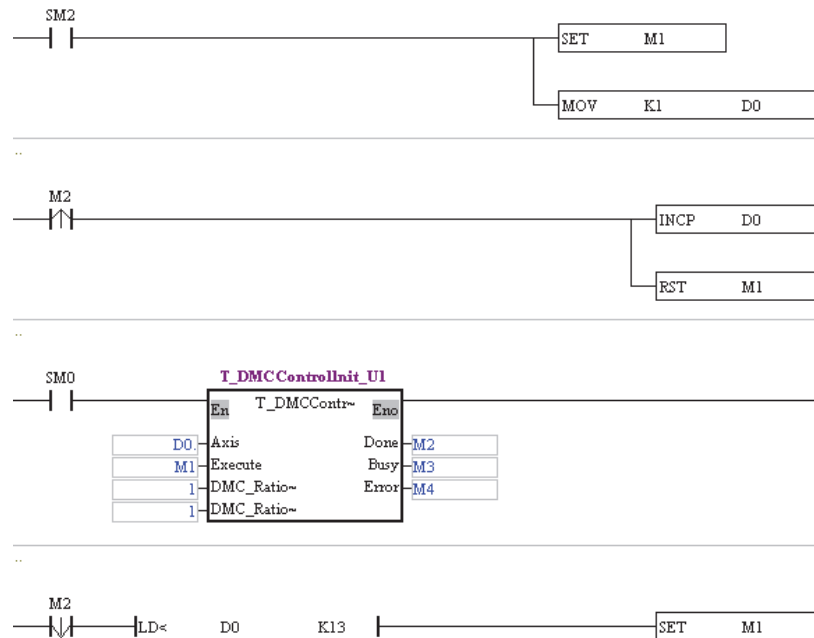 SM2
SET M1
MOV K1 D0
..
M2
INCP D0
RST M1
..
SM0
T_DMCControlInit_U1
En T_DMCContr~ Eno
D0. Axis Done M2
M1 Execute Busy M3
1 DMC_Ratio~ Error M4
1 DMC_Ratio~
..
M2
LD< D0 K13 SET M1